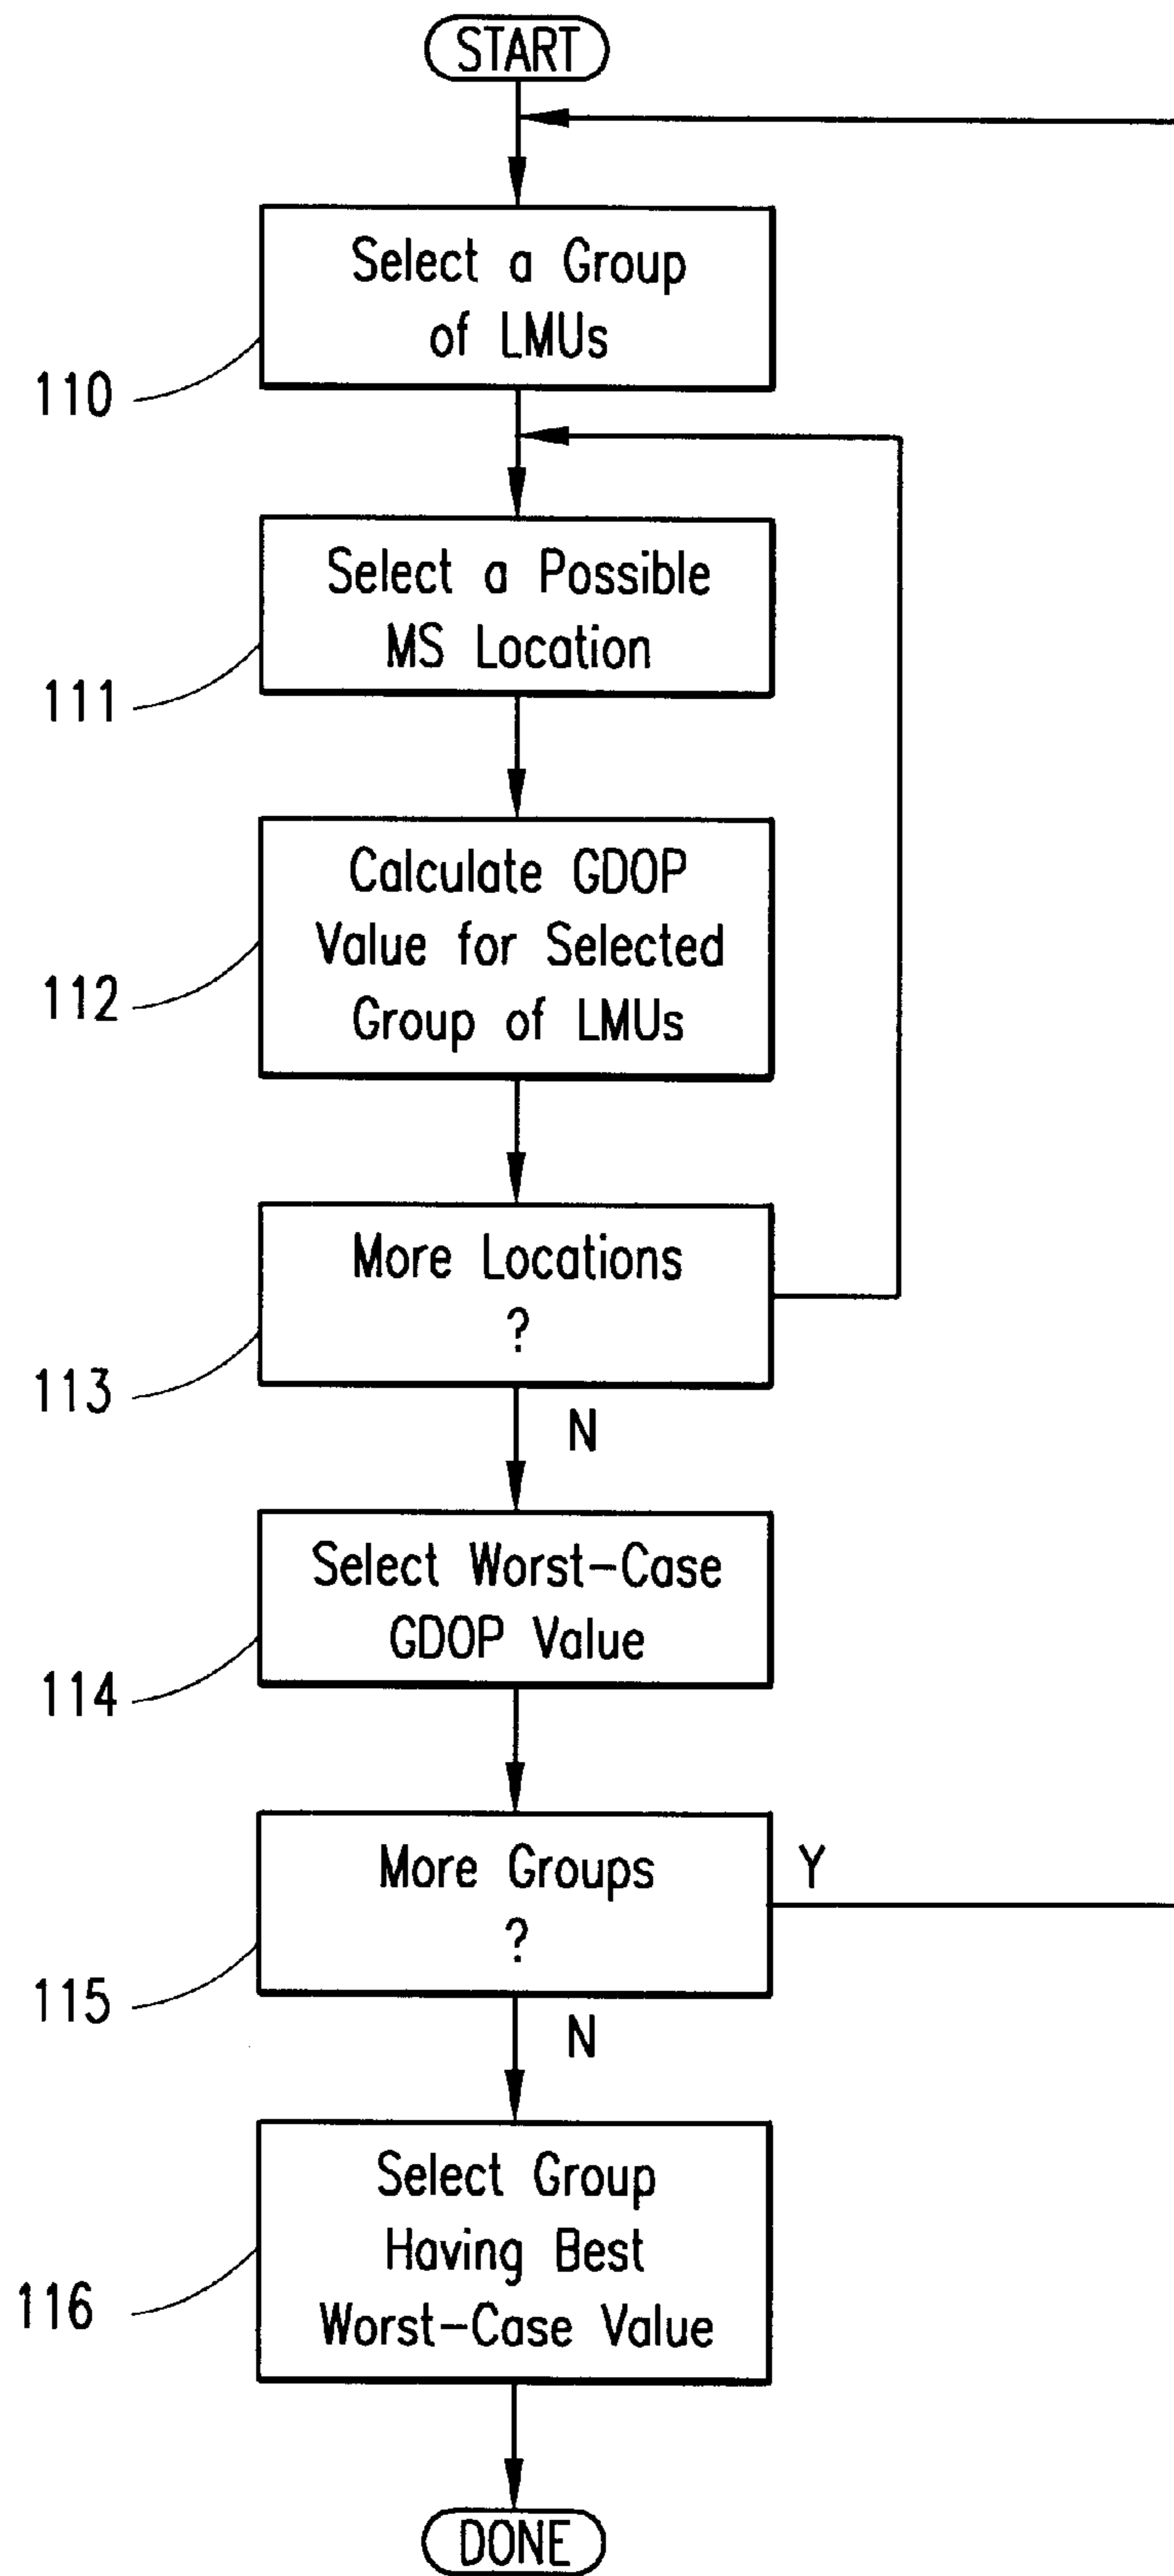 START
Select a Group
of LMUs
110
Select a Possible
MS Location
111
Calculate GDOP
Value for Selected
Group of LMUs
112
More Locations
?
113
N
Select Worst-Case
GDOP Value
114
More Groups
?
Y
115
N
Select Group
Having Best
Worst-Case Value
116
DONE